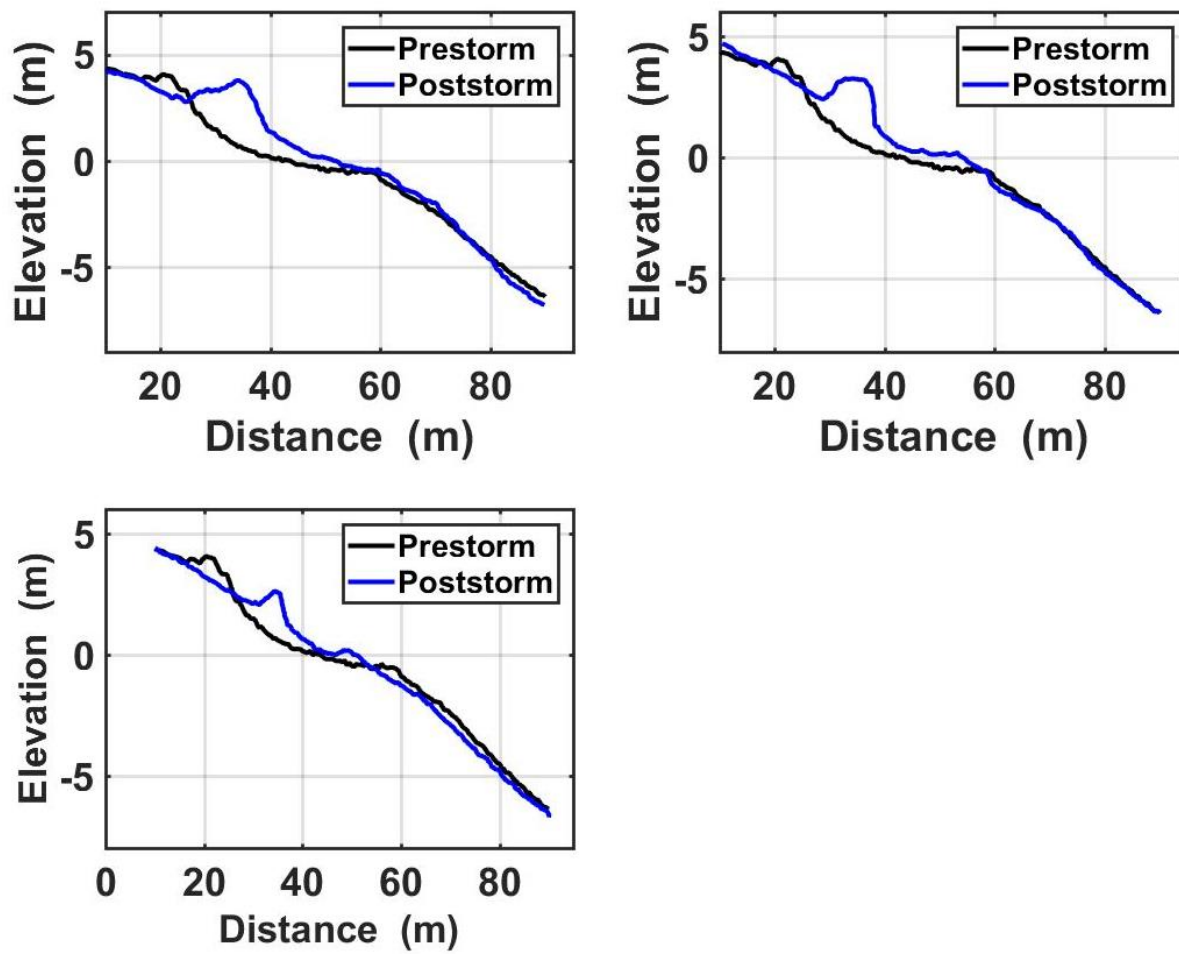 Prestorm
Poststorm
5
0
-5
Elevation (m)
20 40 60 80
Distance (m)
Prestorm
Poststorm
5
0
-5
Elevation (m)
20 40 60 80
Distance (m)
Prestorm
Poststorm
5
0
-5
Elevation (m)
0 20 40 60 80
Distance (m)